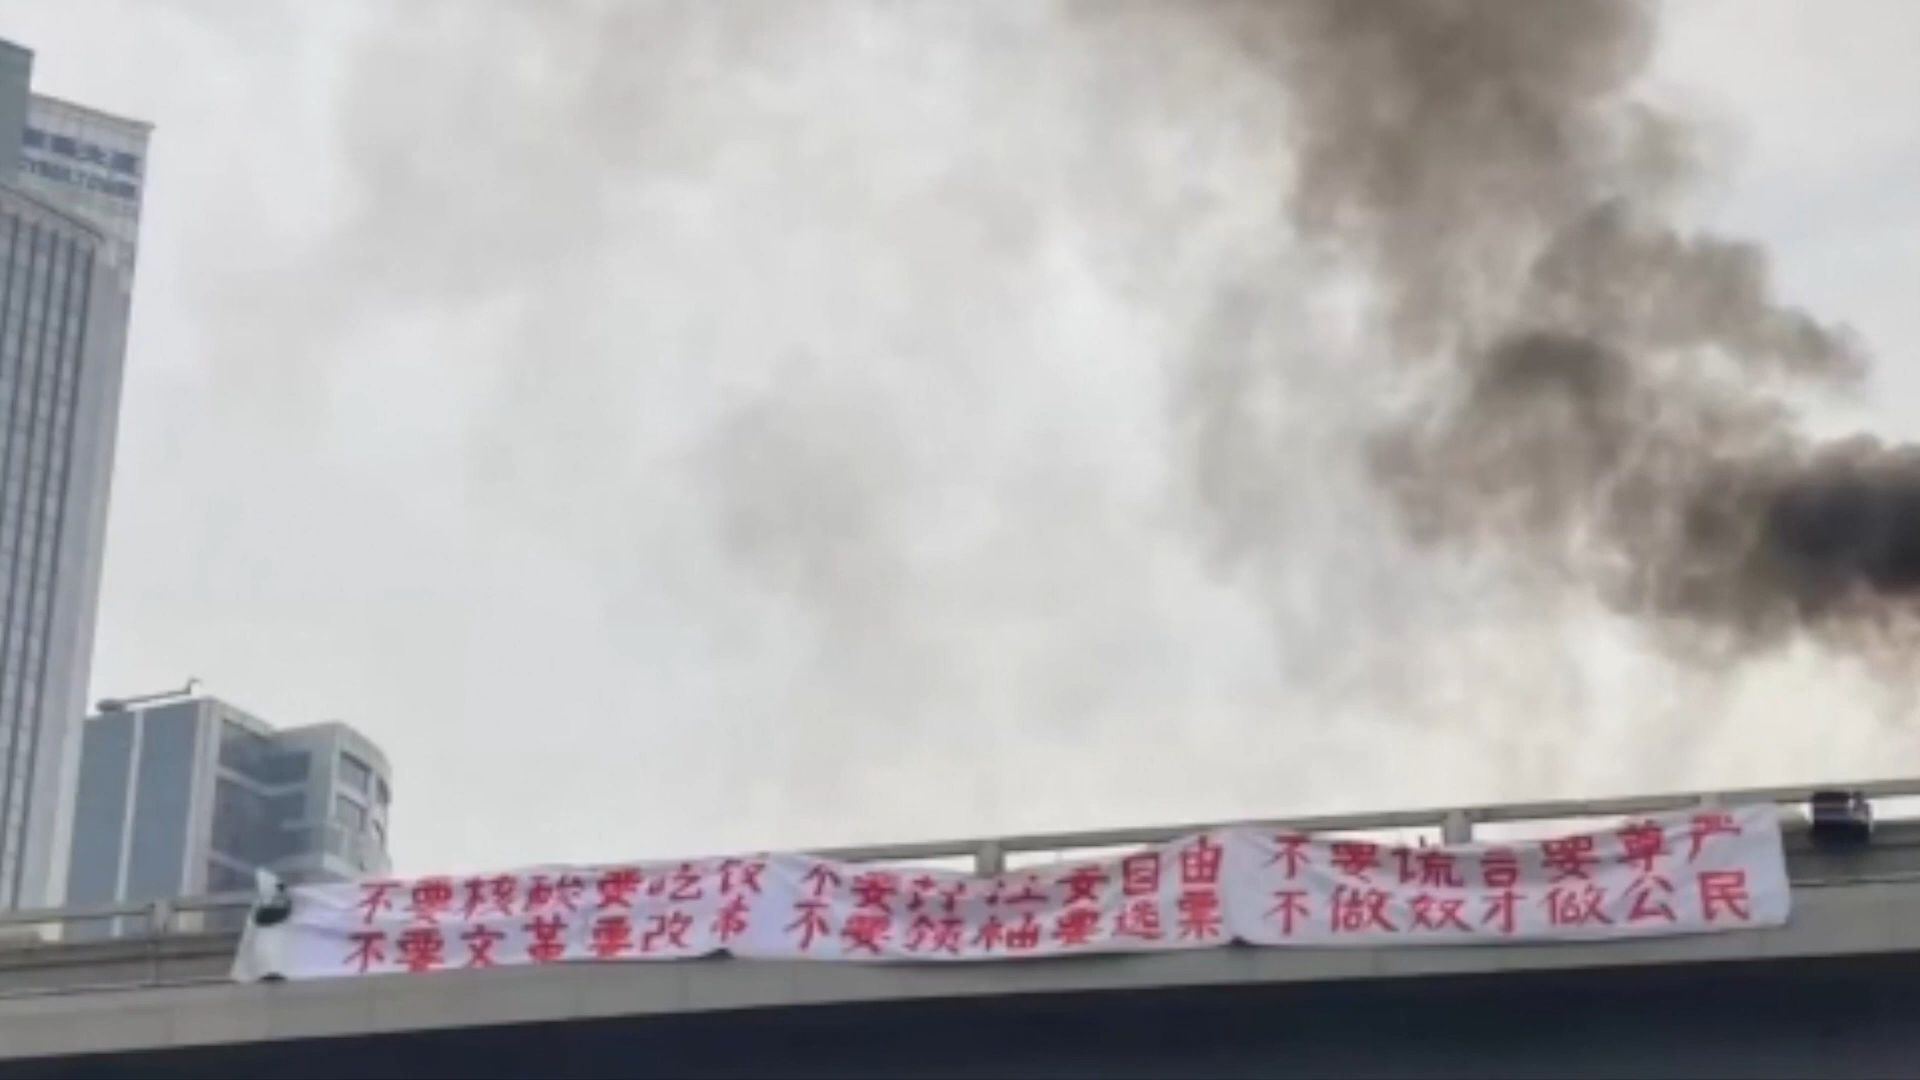 不要核酸要吃饭 不要封控要自由 不要谎言要尊严
不要文革要改革 不要领袖要选票 不做奴才做公民